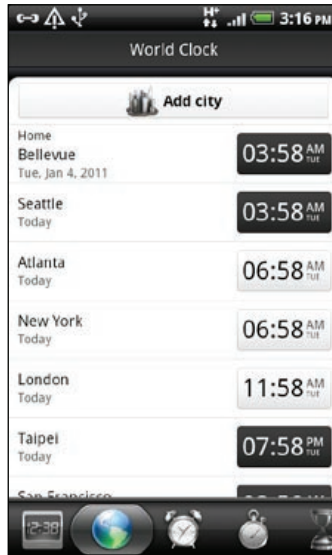 H+ 3:16 PM
World Clock
Add city
Home
Bellevue
Tue, Jan 4, 2011
03:58 AM TUE
Seattle
Today
03:58 AM TUE
Atlanta
Today
06:58 AM TUE
New York
Today
06:58 AM TUE
London
Today
11:58 AM TUE
Taipei
Today
07:58 PM TUE
San Francisco
12:38